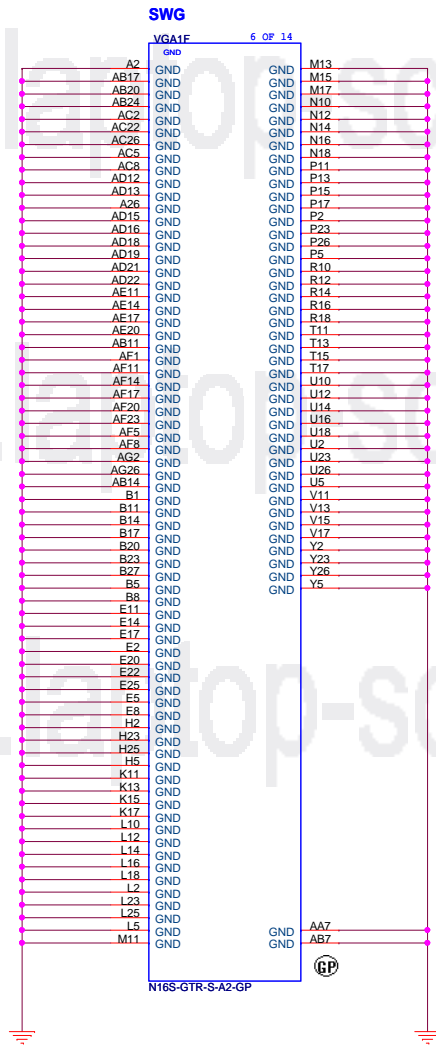 SWG
VGA1F 6 OF 14
GND
A2 GND GND M13
AB17 GND GND M15
AB20 GND GND M17
AB24 GND GND N10
AC2 GND GND N12
AC22 GND GND N14
AC26 GND GND N16
AC5 GND GND N18
AC8 GND GND P11
AD12 GND GND P13
AD13 GND GND P15
A26 GND GND P17
AD15 GND GND P2
AD16 GND GND P23
AD18 GND GND P26
AD19 GND GND P5
AD21 GND GND R10
AD22 GND GND R12
AE11 GND GND R14
AE14 GND GND R16
AE17 GND GND R18
AE20 GND GND T11
AB11 GND GND T13
AF1 GND GND T15
AF11 GND GND T17
AF14 GND GND U10
AF17 GND GND U12
AF20 GND GND U14
AF23 GND GND U16
AF5 GND GND U18
AF8 GND GND U2
AG2 GND GND U23
AG26 GND GND U26
AB14 GND GND U5
B1 GND GND V11
B11 GND GND V13
B14 GND GND V15
B17 GND GND V17
B20 GND GND Y2
B23 GND GND Y23
B27 GND GND Y26
B5 GND GND Y5
B8 GND
E11 GND
E14 GND
E17 GND
E2 GND
E20 GND
E22 GND
E25 GND
E5 GND
E8 GND
H2 GND
H23 GND
H25 GND
H5 GND
K11 GND
K13 GND
K15 GND
K17 GND
L10 GND
L12 GND
L14 GND
L16 GND
L18 GND
L2 GND
L23 GND
L25 GND
L5 GND GND AA7
M11 GND GND AB7
GP
N16S-GTR-S-A2-GP
laptop-sc
.laptop-sc
.laptop-sc